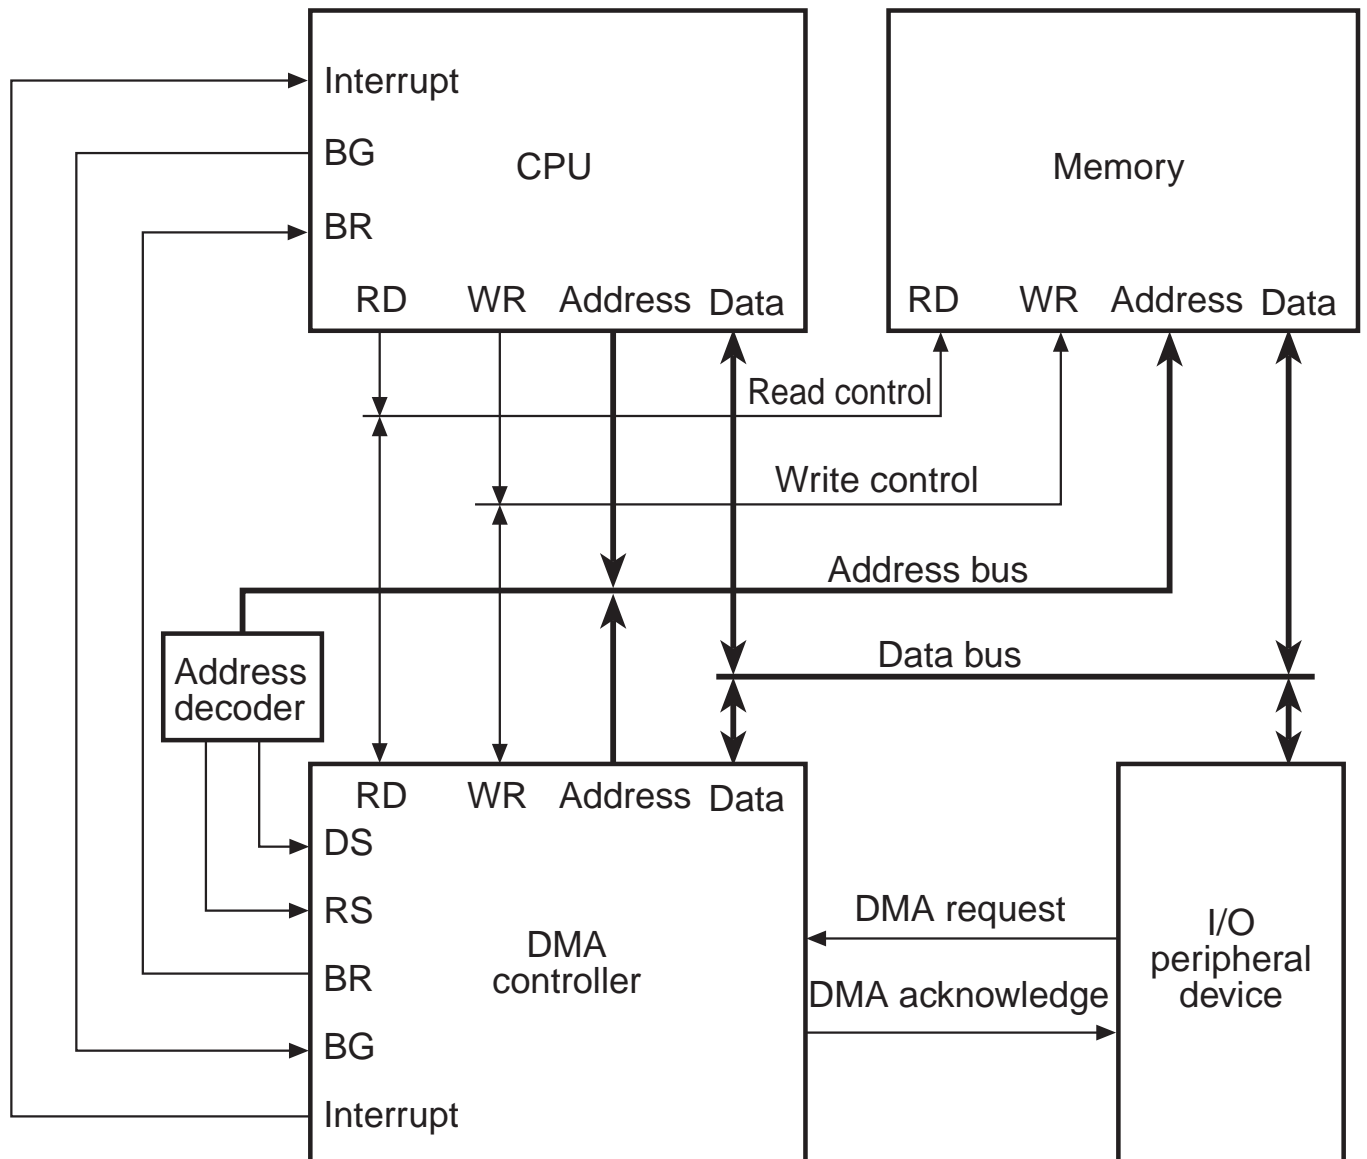 Interrupt
BG
CPU
BR
RD WR Address Data
Memory
RD WR Address Data
Read control
Write control
Address bus
Data bus
Address
decoder
RD WR Address Data
DS
RS
DMA
controller
BR
BG
Interrupt
DMA request
DMA acknowledge
I/O
peripheral
device